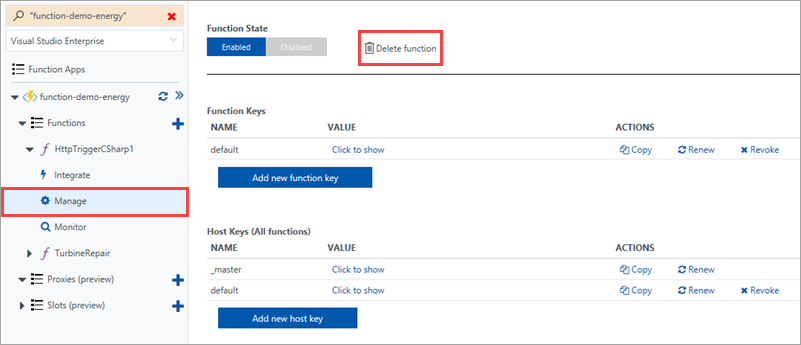 "function-demo-energy"
Visual Studio Enterprise
Function Apps
function-demo-energy
Functions
HttpTriggerCSharp1
Integrate
Manage
Monitor
TurbineRepair
Proxies (preview)
Slots (preview)
Function State
Enabled Disabled Delete function
Function Keys
NAME VALUE ACTIONS
default Click to show Copy Renew Revoke
Add new function key
Host Keys (All functions)
NAME VALUE ACTIONS
_master Click to show Copy Renew
default Click to show Copy Renew Revoke
Add new host key